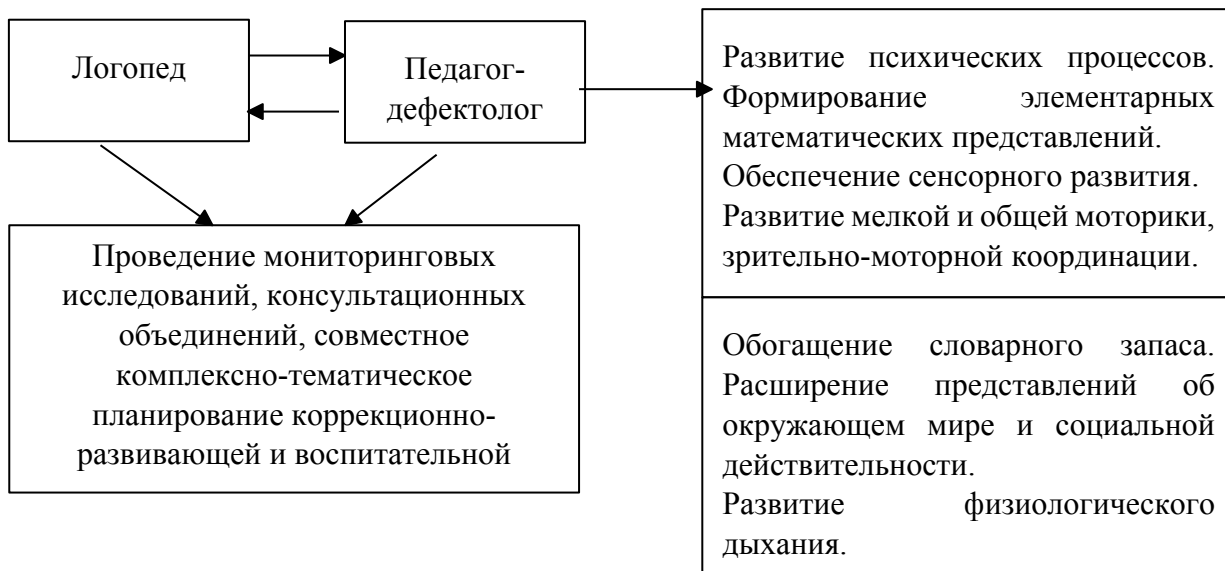 Логопед
Педагог-
дефектолог
Проведение мониторинговых
исследований, консультационных
объединений, совместное
комплексно-тематическое
планирование коррекционно-
развивающей и воспитательной
Развитие психических процессов.
Формирование элементарных
математических представлений.
Обеспечение сенсорного развития.
Развитие мелкой и общей моторики,
зрительно-моторной координации.
Обогащение словарного запаса.
Расширение представлений об
окружающем мире и социальной
действительности.
Развитие физиологического
дыхания.